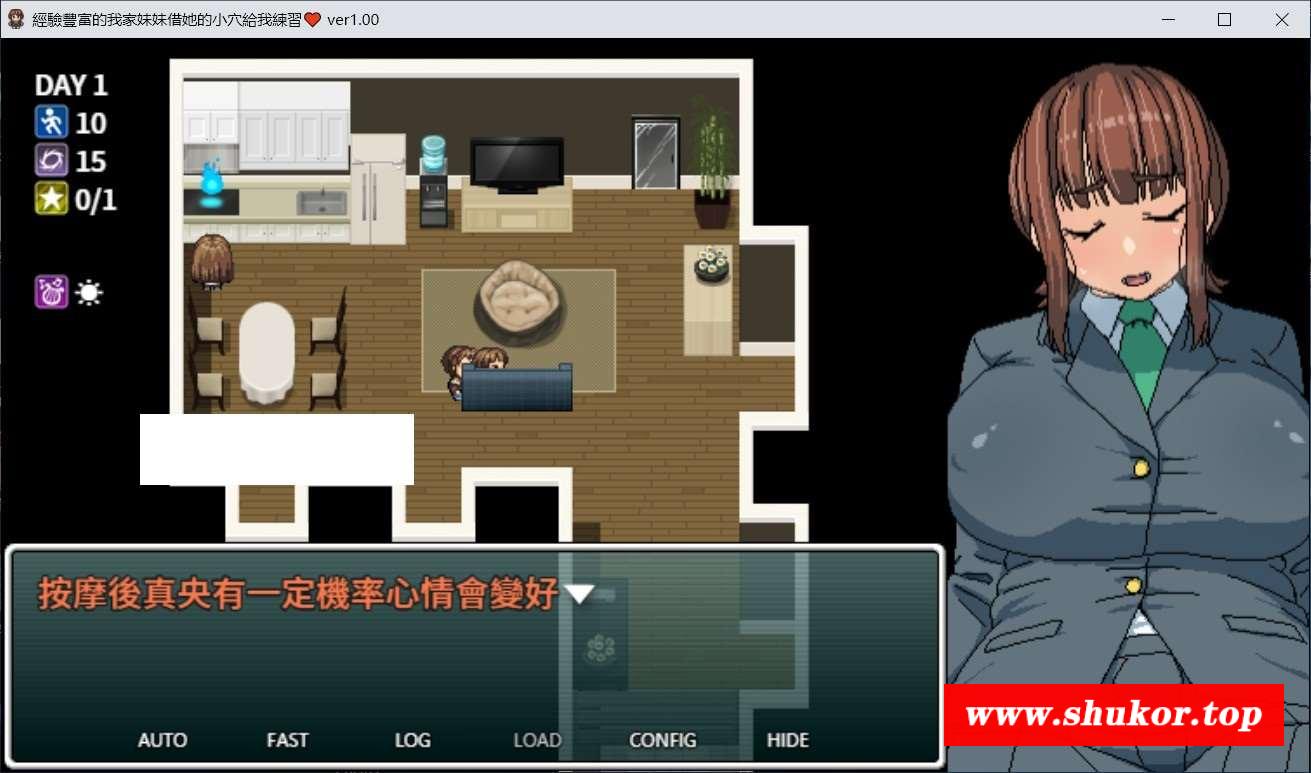 經驗豐富的我家妹妹借她的小穴給我練習❤ ver1.00
DAY 1
10
15
0/1
按摩後真央有一定機率心情會變好
AUTO FAST LOG LOAD CONFIG HIDE
www.shukor.top